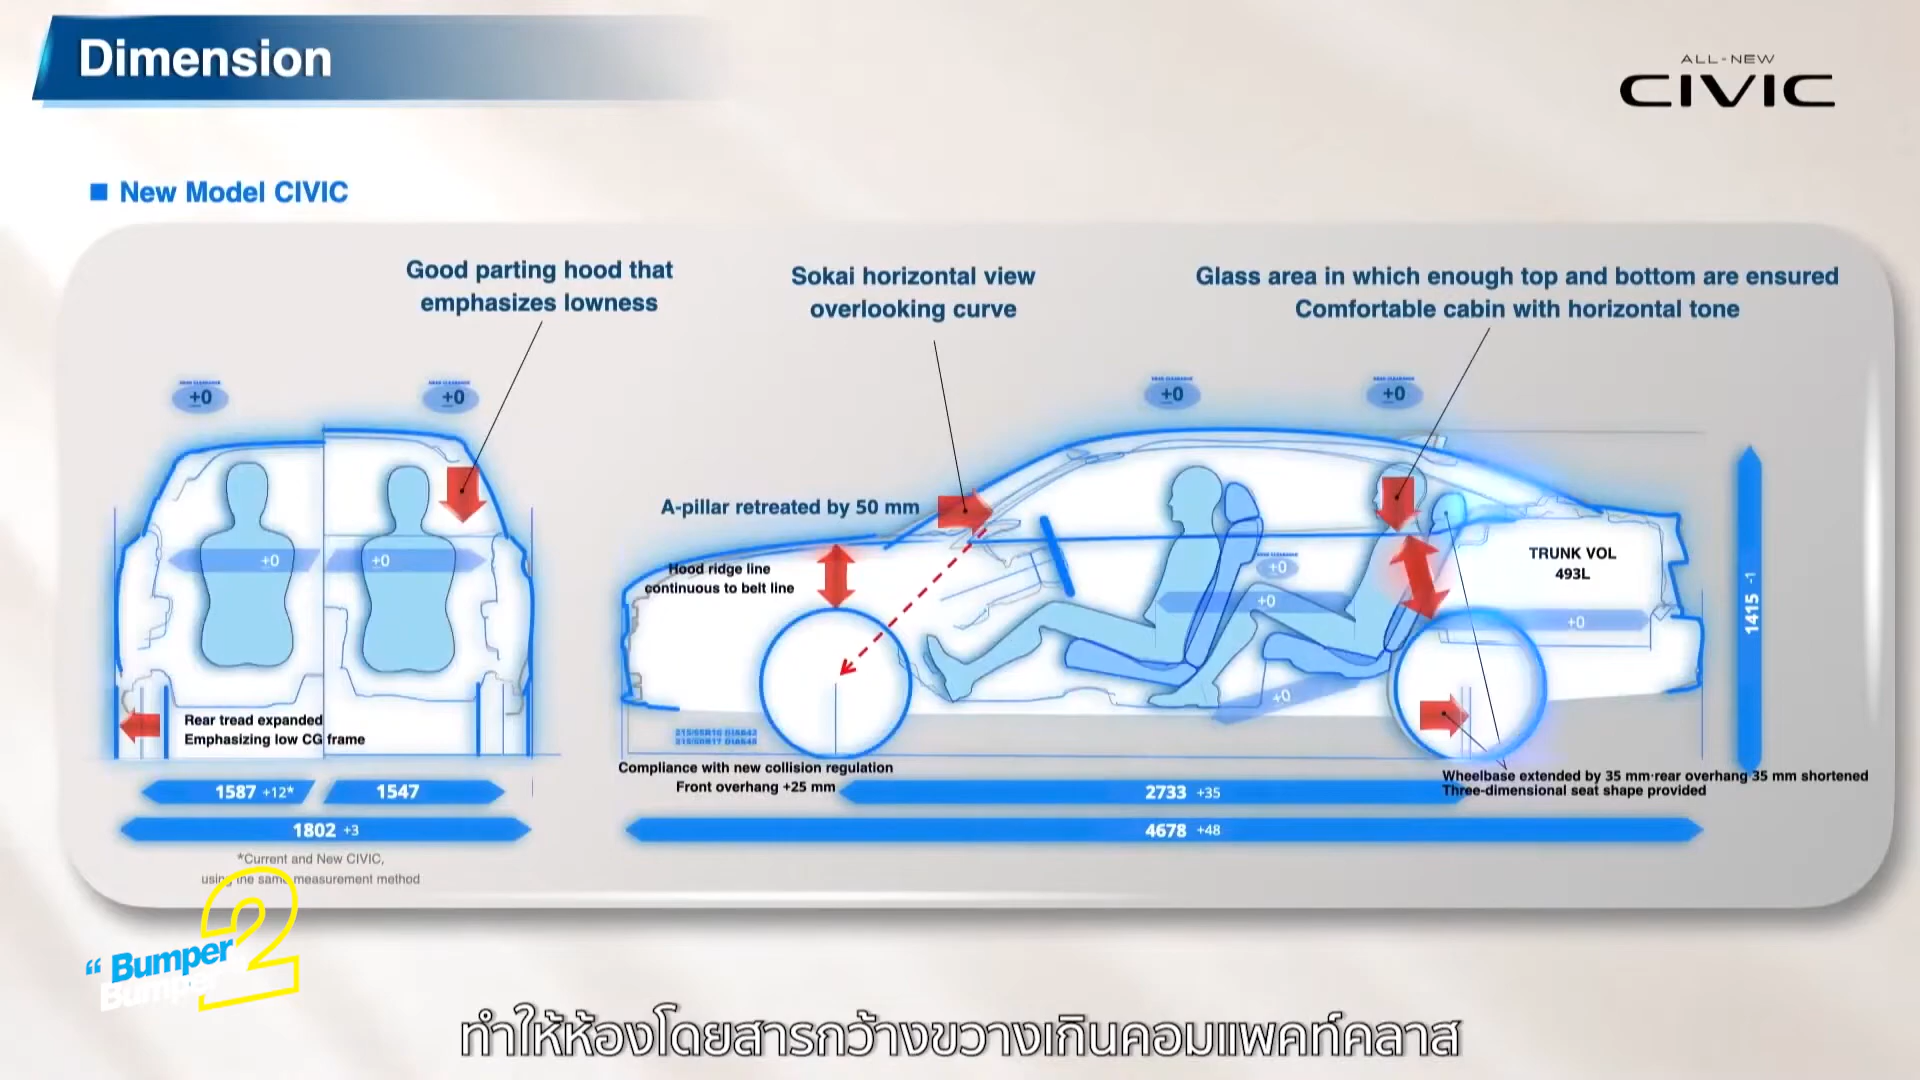 Dimension
ALL-NEW
CIVIC
New Model CIVIC
Good parting hood that
emphasizes lowness
Sokai horizontal view
overlooking curve
Glass area in which enough top and bottom are ensured
Comfortable cabin with horizontal tone
+0
+0
+0
+0
A-pillar retreated by 50 mm
Hood ridge line
continuous to belt line
+0
+0
+0
+0
+0
+0
TRUNK VOL
493L
1415 -1
Rear tread expanded
Emphasizing low CG frame
Compliance with new collision regulation
Front overhang +25 mm
Wheelbase extended by 35 mm·rear overhang 35 mm shortened
Three-dimensional seat shape provided
1587 +12*
1547
2733 +35
1802 +3
4678 +48
*Current and New CIVIC,
using the same measurement method
“ Bumper
Bumper
2
ทำให้ห้องโดยสารกว้างขวางเกินคอมแพคท์คลาส